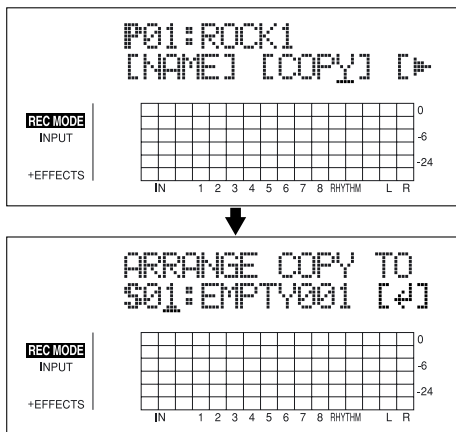 P01:ROCK1
[NAME] [COPY] [▶
REC MODE
INPUT
+EFFECTS
0
-6
-24
IN 1 2 3 4 5 6 7 8 RHYTHM L R
ARRANGE COPY TO
S01:EMPTY001 [↵]
REC MODE
INPUT
+EFFECTS
0
-6
-24
IN 1 2 3 4 5 6 7 8 RHYTHM L R